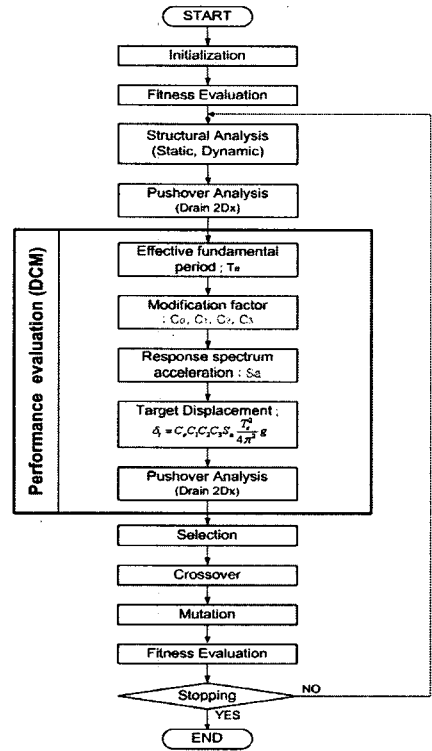 START
Initialization
Fitness Evaluation
Structural Analysis
(Static, Dynamic)
Pushover Analysis
(Drain 2Dx)
Performance evaluation (DCM)
Effective fundamental
period ; Te
Modification factor
: C0, C1, C2, C3
Response spectrum
acceleration : Sa
Target Displacement ;
δt = CoC1C2C3Sa Te²/4π² g
Pushover Analysis
(Drain 2Dx)
Selection
Crossover
Mutation
Fitness Evaluation
Stopping
NO
YES
END